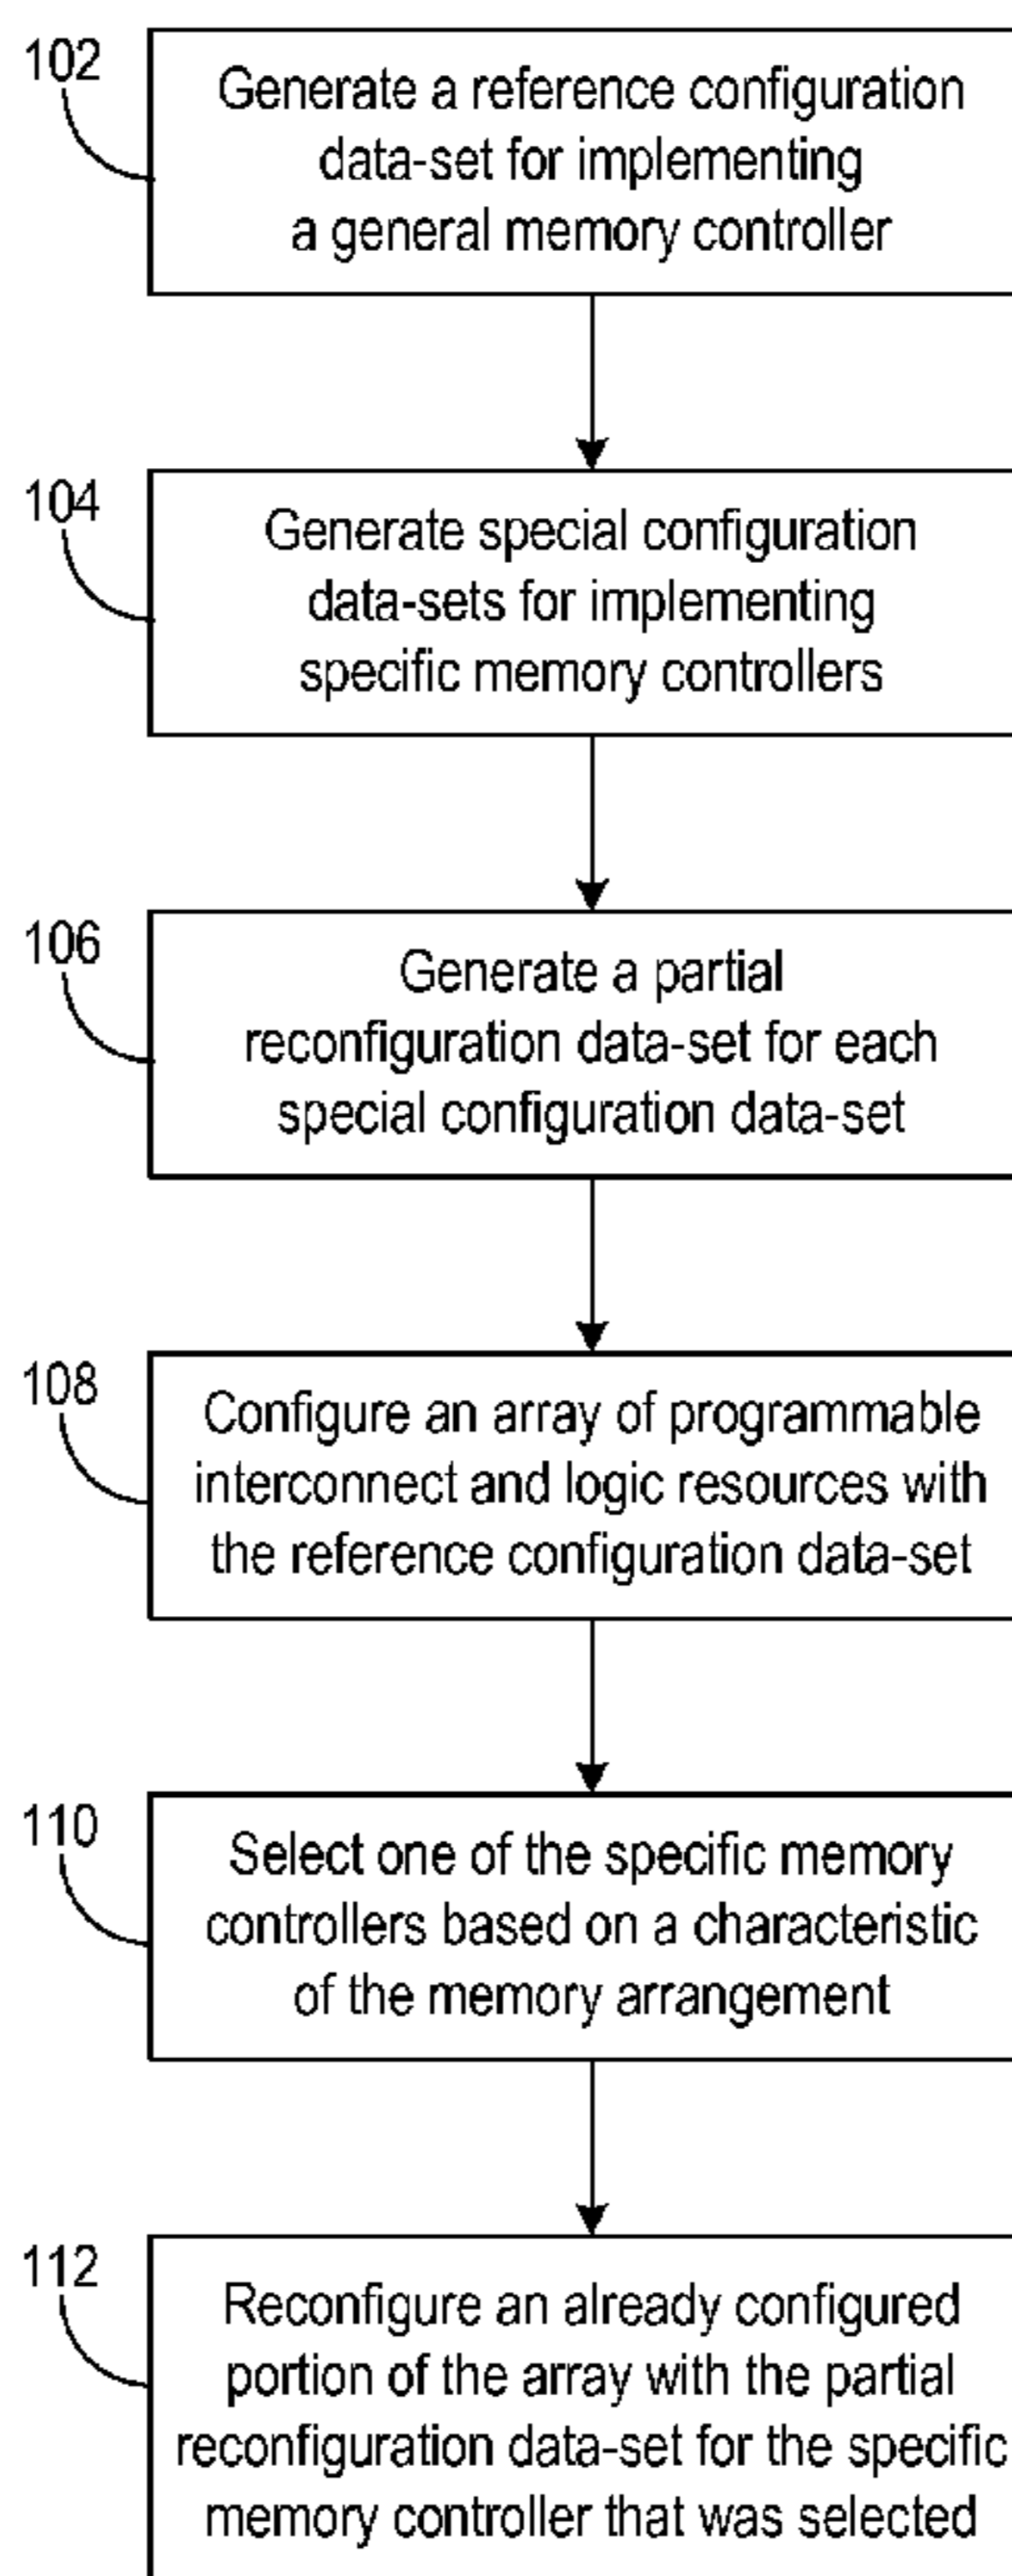 102
Generate a reference configuration
data-set for implementing
a general memory controller
104
Generate special configuration
data-sets for implementing
specific memory controllers
106
Generate a partial
reconfiguration data-set for each
special configuration data-set
108
Configure an array of programmable
interconnect and logic resources with
the reference configuration data-set
110
Select one of the specific memory
controllers based on a characteristic
of the memory arrangement
112
Reconfigure an already configured
portion of the array with the partial
reconfiguration data-set for the specific
memory controller that was selected